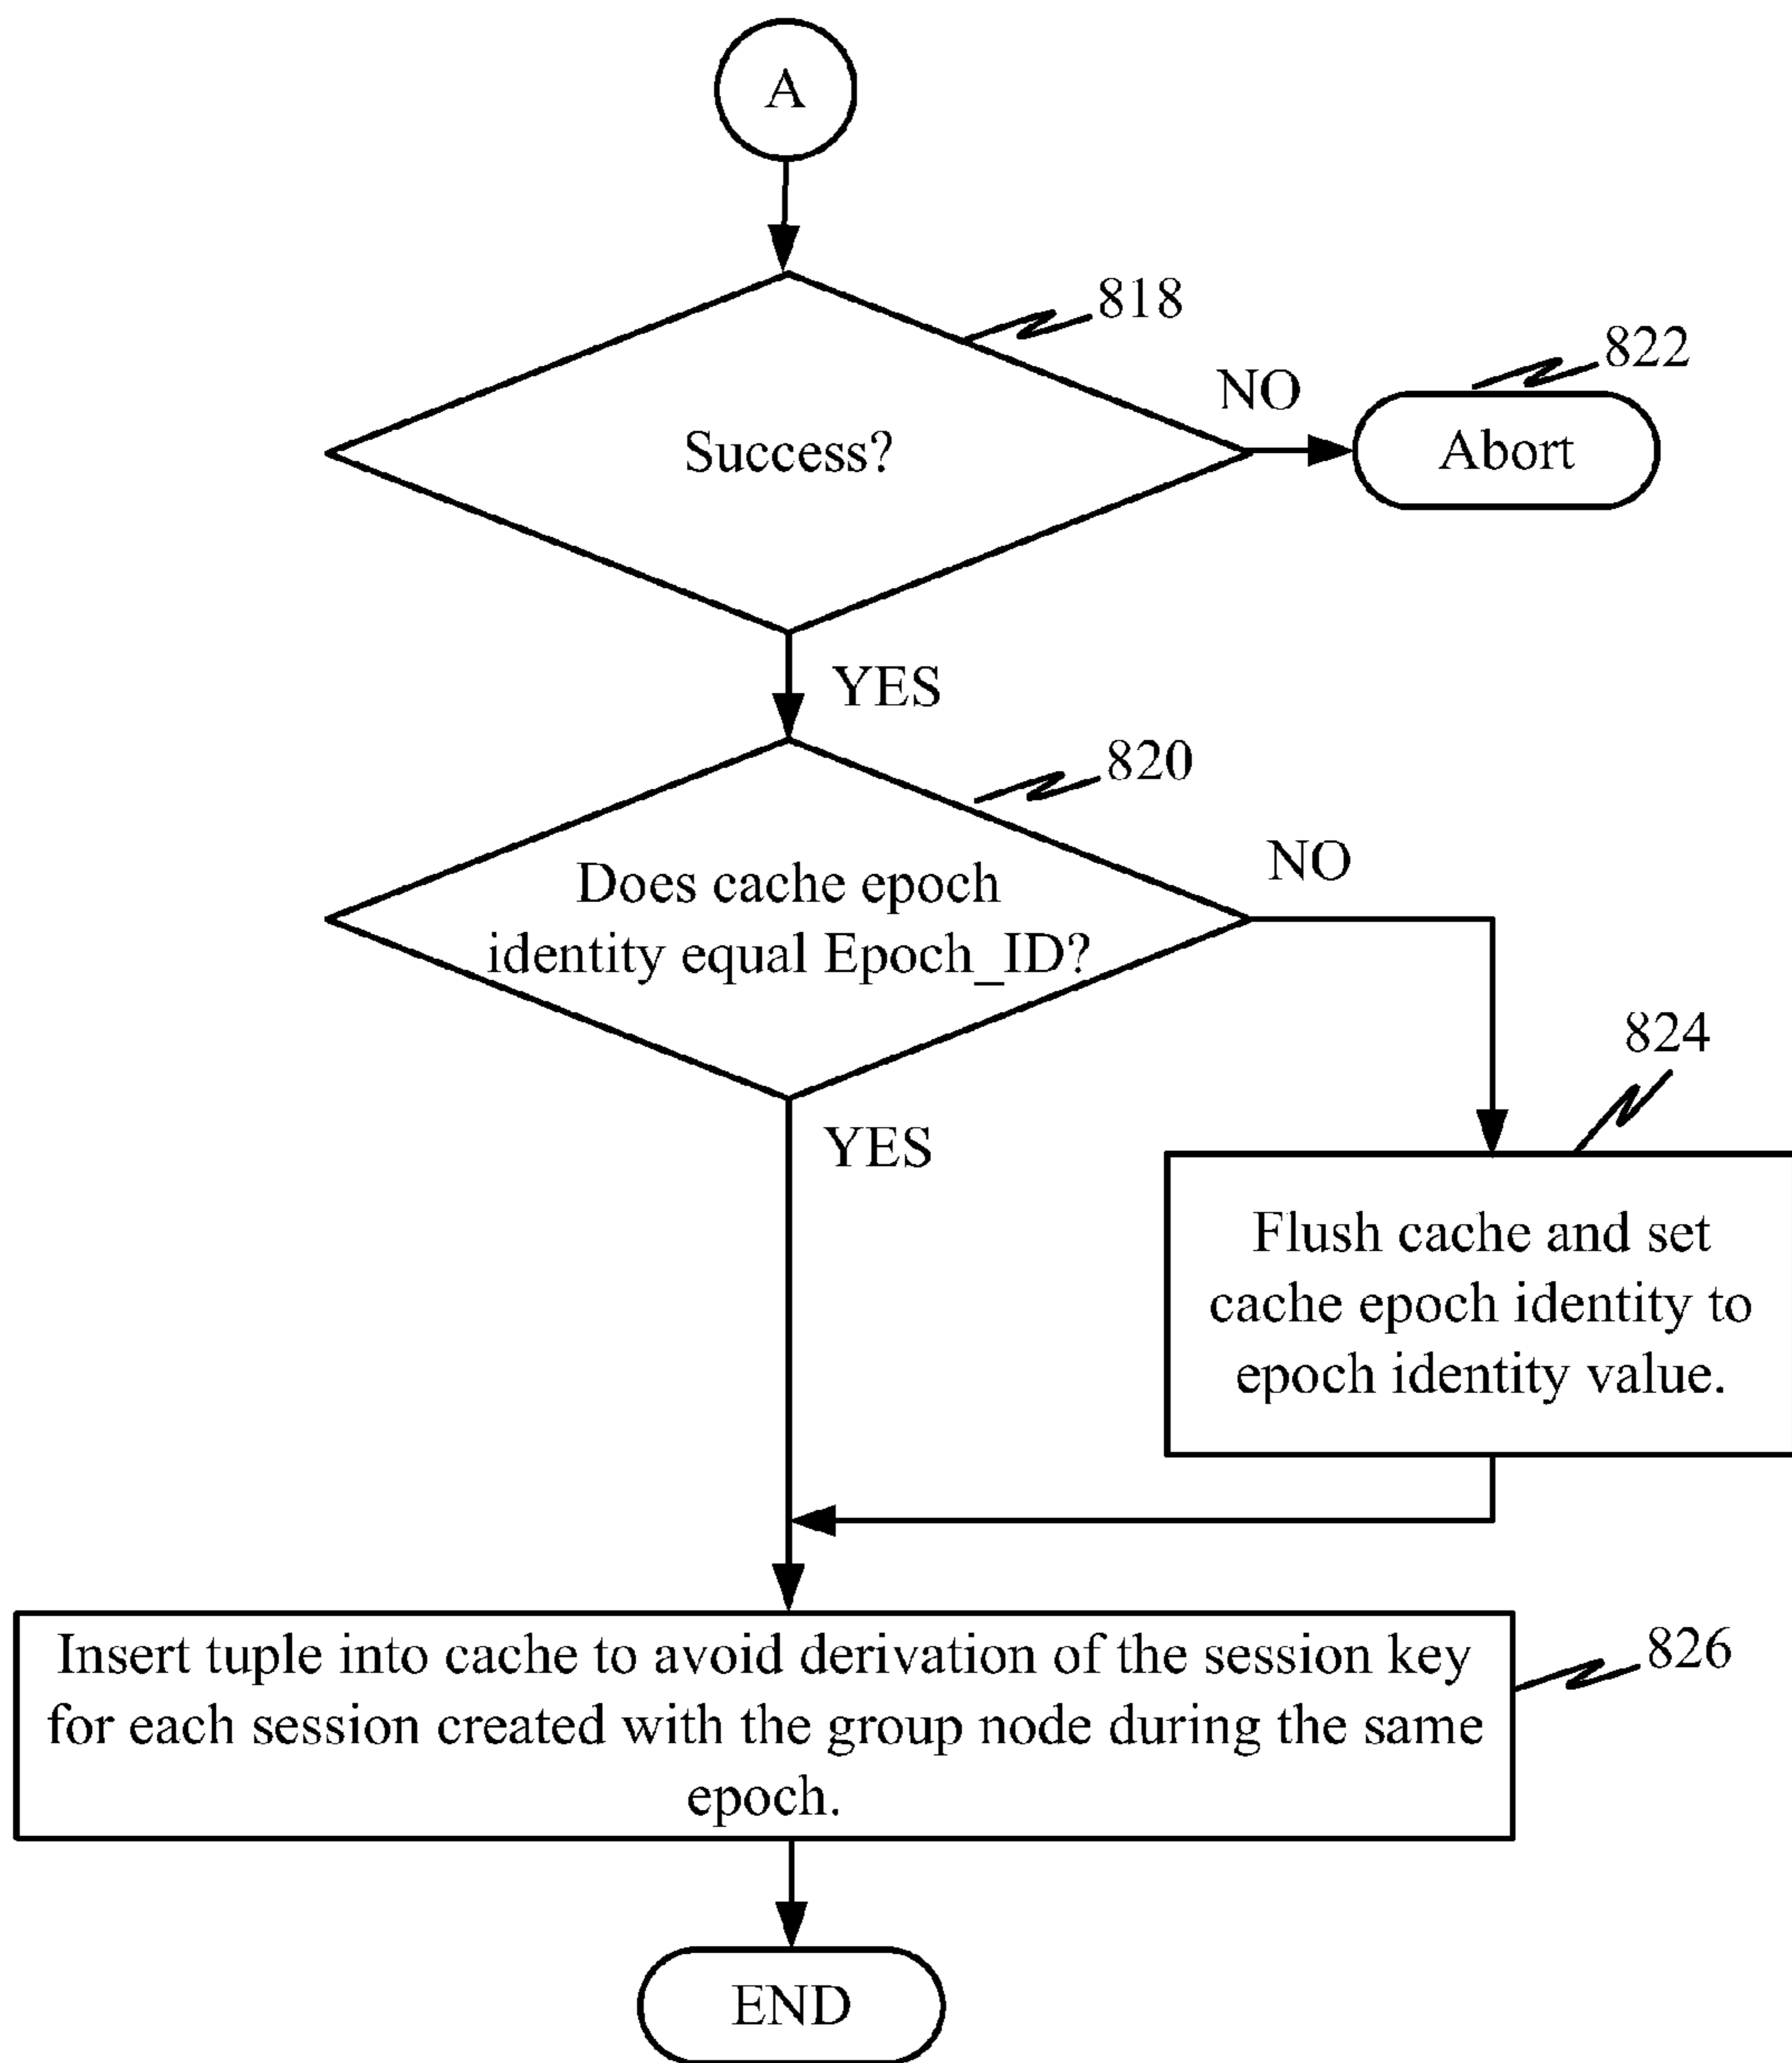 A
818
Success?
NO
822
Abort
YES
820
Does cache epoch
identity equal Epoch_ID?
NO
YES
824
Flush cache and set
cache epoch identity to
epoch identity value.
Insert tuple into cache to avoid derivation of the session key
for each session created with the group node during the same
epoch.
826
END